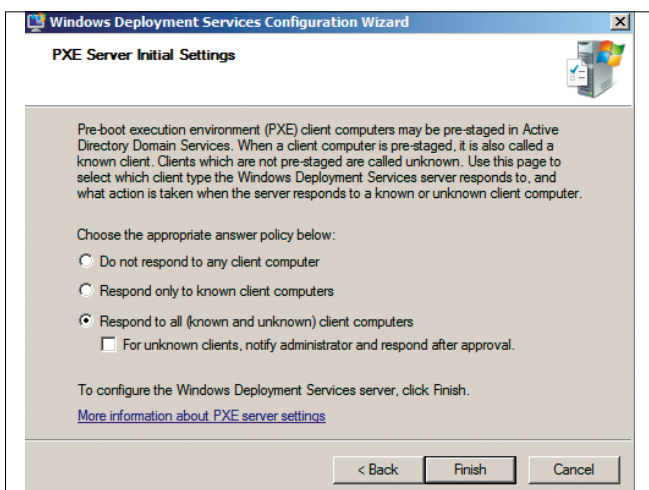 Windows Deployment Services Configuration Wizard
PXE Server Initial Settings
Pre-boot execution environment (PXE) client computers may be pre-staged in Active
Directory Domain Services. When a client computer is pre-staged, it is also called a
known client. Clients which are not pre-staged are called unknown. Use this page to
select which client type the Windows Deployment Services server responds to, and
what action is taken when the server responds to a known or unknown client computer.
Choose the appropriate answer policy below:
Do not respond to any client computer
Respond only to known client computers
Respond to all (known and unknown) client computers
For unknown clients, notify administrator and respond after approval.
To configure the Windows Deployment Services server, click Finish.
More information about PXE server settings
< Back Finish Cancel